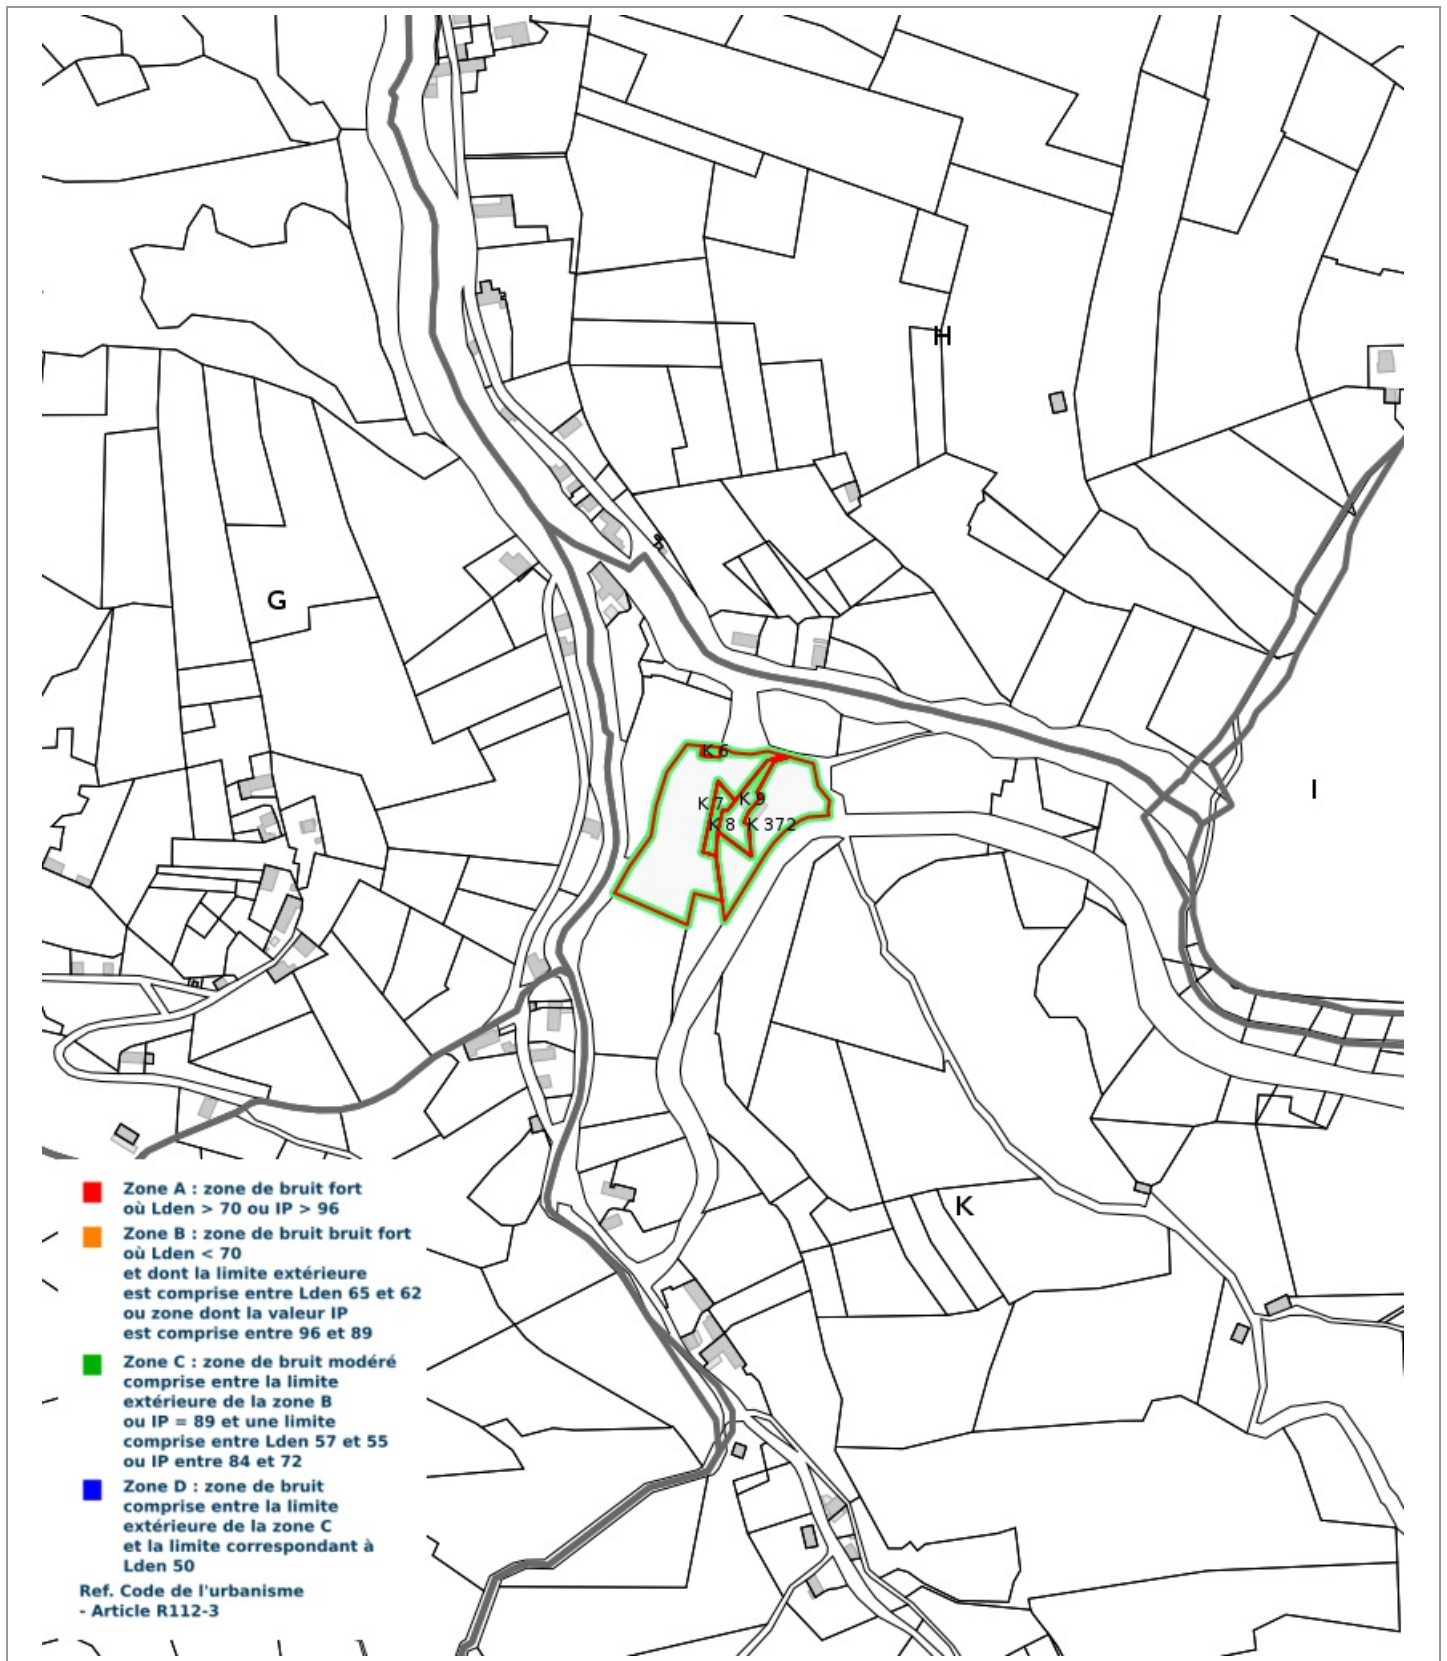 H
G
K 6
I
K 7
K 9
K 8
K 372
K
Zone A : zone de bruit fort
où Lden > 70 ou IP > 96
Zone B : zone de bruit bruit fort
où Lden < 70
et dont la limite extérieure
est comprise entre Lden 65 et 62
ou zone dont la valeur IP
est comprise entre 96 et 89
Zone C : zone de bruit modéré
comprise entre la limite
extérieure de la zone B
ou IP = 89 et une limite
comprise entre Lden 57 et 55
ou IP entre 84 et 72
Zone D : zone de bruit
comprise entre la limite
extérieure de la zone C
et la limite correspondant à
Lden 50
Ref. Code de l'urbanisme
- Article R112-3